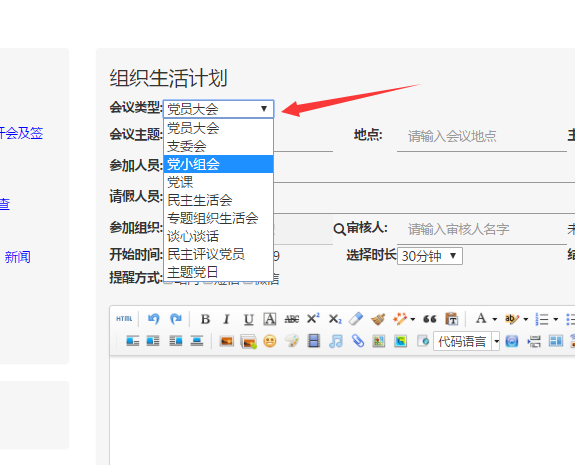 组织生活计划
会议类型: 党员大会
党员大会
会议主题: 地点: 请输入会议地点
支委会
开会及签
党小组会
参加人员:
党课
请假人员:
民主生活会
查
专题组织生活会
参加组织: 审核人: 请输入审核人名字
谈心谈话
新闻
开始时间: 9 选择时长 30分钟
民主评议党员
主题党日
提醒方式:
HTML B I U A ABC X² X₂ A ab
代码语言